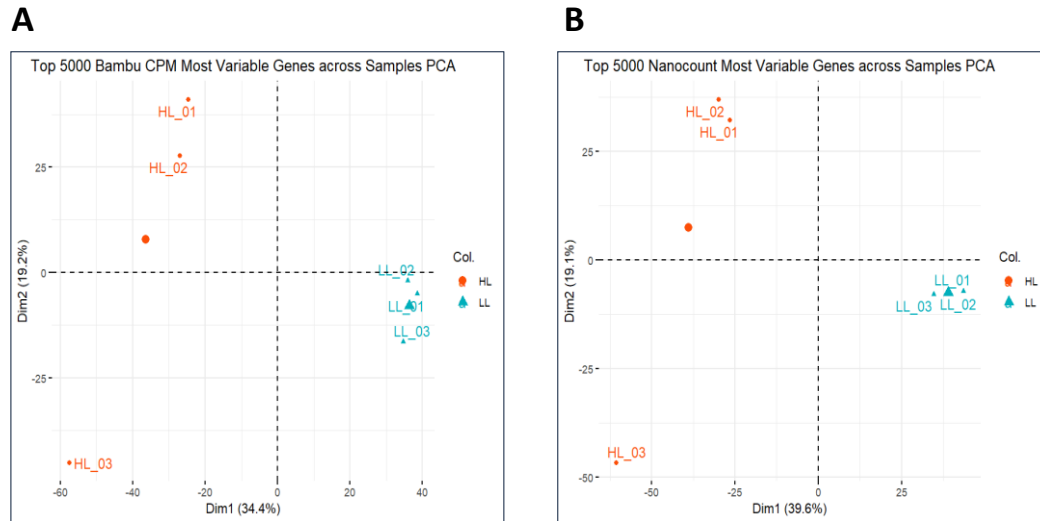 A
B
Top 5000 Bambu CPM Most Variable Genes across Samples PCA
HL_01
HL_02
HL_03
LL_02
LL_01
LL_03
25
0
-25
-60
-40
-20
0
20
40
Dim1 (34.4%)
Dim2 (19.2%)
Col.
HL
LL
Top 5000 Nanocount Most Variable Genes across Samples PCA
HL_02
HL_01
HL_03
LL_01
LL_03
LL_02
25
0
-25
-50
-50
-25
0
25
Dim1 (39.6%)
Dim2 (19.1%)
Col.
HL
LL